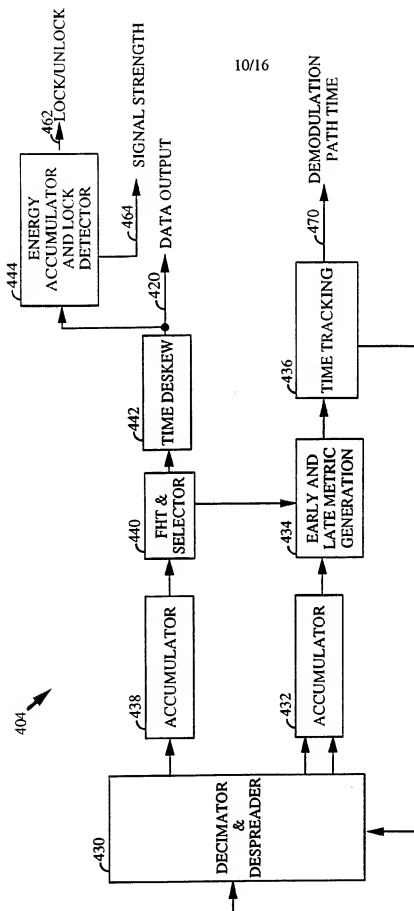 10/16
404
430
DECIMATOR
&
DESPREADER
438
ACCUMULATOR
432
ACCUMULATOR
440
FHT &
SELECTOR
434
EARLY AND
LATE METRIC
GENERATION
442
TIME DESKEW
436
TIME TRACKING
444
ENERGY
ACCUMULATOR
AND LOCK
DETECTOR
462
LOCK/UNLOCK
464
SIGNAL STRENGTH
420
DATA OUTPUT
470
DEMODULATION
PATH TIME